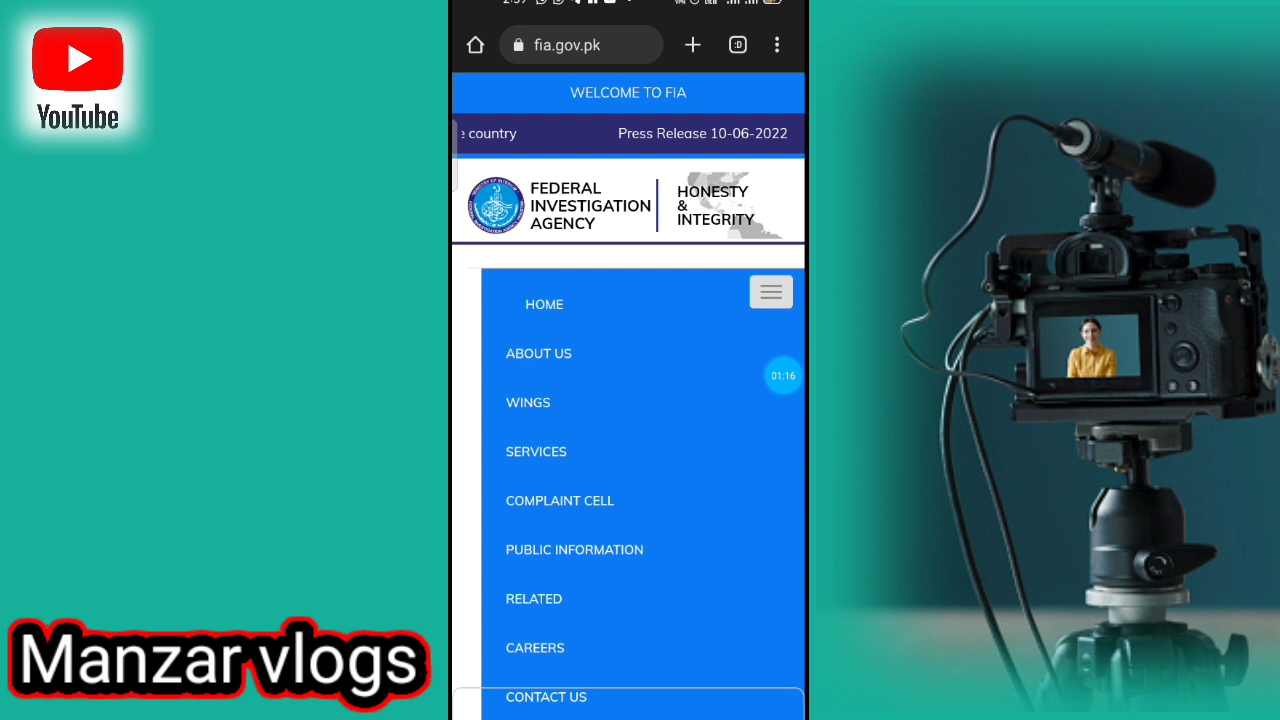 YouTube
fia.gov.pk
:D
WELCOME TO FIA
e country
Press Release 10-06-2022
FEDERAL
INVESTIGATION
AGENCY
HONESTY
&
INTEGRITY
HOME
ABOUT US
01:16
WINGS
SERVICES
COMPLAINT CELL
PUBLIC INFORMATION
RELATED
CAREERS
CONTACT US
Manzar vlogs